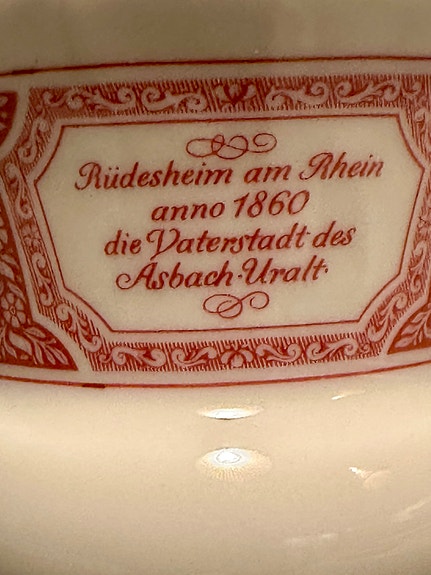 Rüdesheim am Rhein
anno 1860
die Vaterstadt des
Asbach·Uralt·